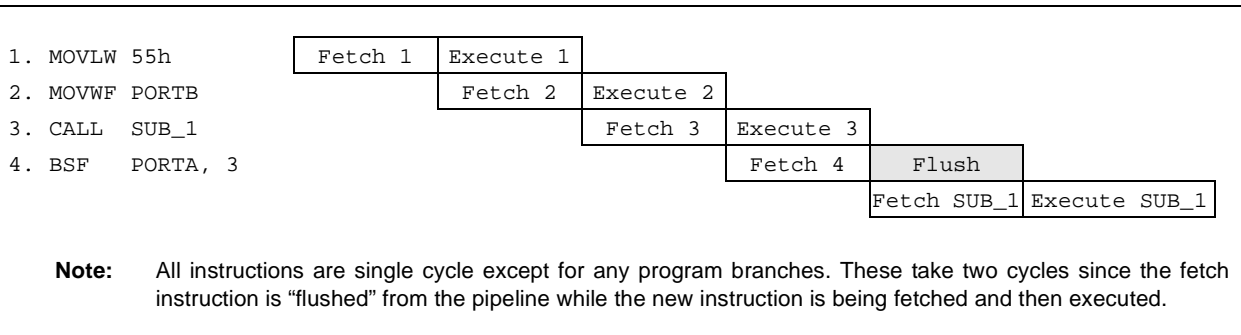 1. MOVLW 55h Fetch 1 Execute 1
2. MOVWF PORTB Fetch 2 Execute 2
3. CALL SUB_1 Fetch 3 Execute 3
4. BSF PORTA, 3 Fetch 4 Flush
Fetch SUB_1 Execute SUB_1
Note: All instructions are single cycle except for any program branches. These take two cycles since the fetch
instruction is “flushed” from the pipeline while the new instruction is being fetched and then executed.